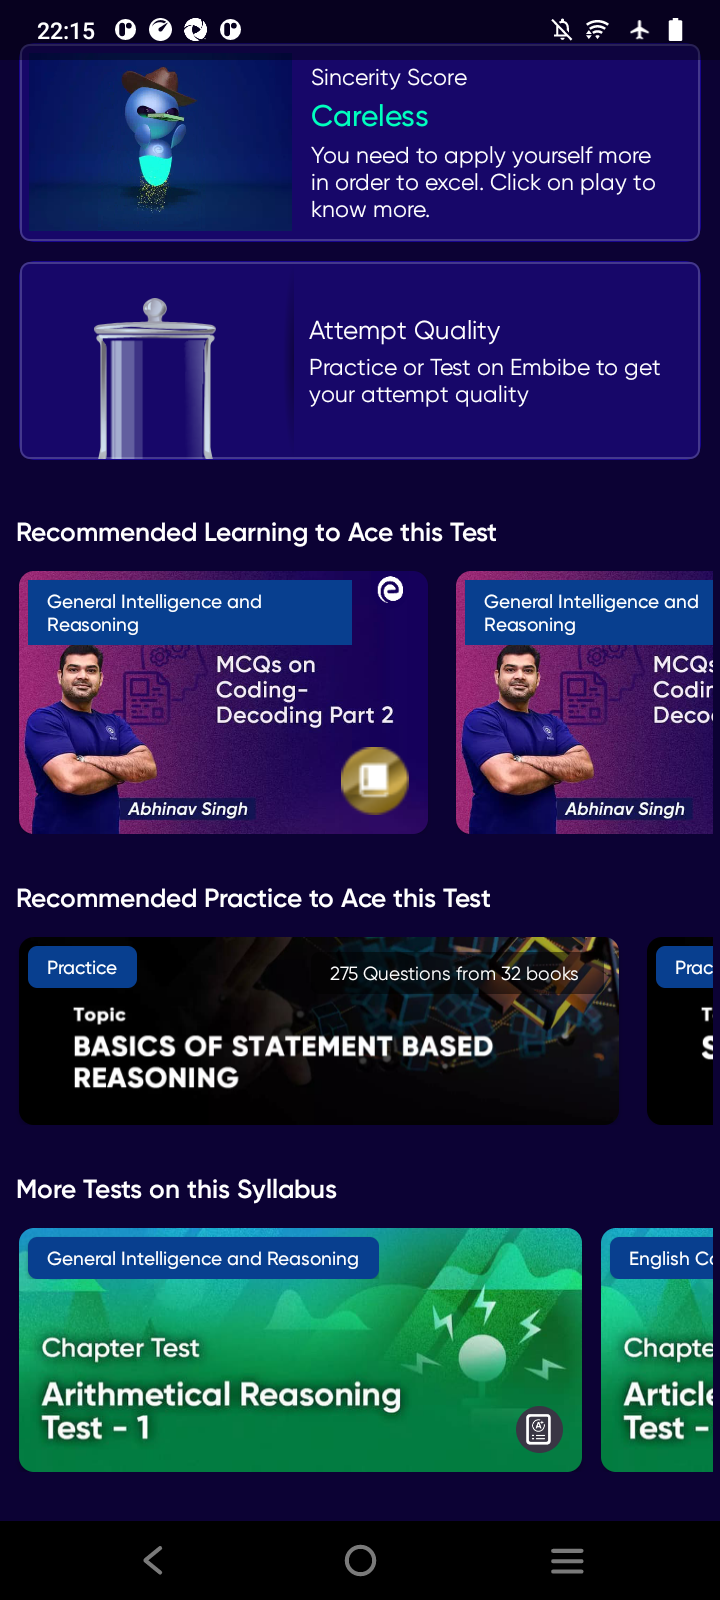 22:15
Sincerity Score
Careless
You need to apply yourself more
in order to excel. Click on play to
know more.
Attempt Quality
Practice or Test on Embibe to get
your attempt quality
Recommended Learning to Ace this Test
General Intelligence and
Reasoning
MCQs on
Coding-
Decoding Part 2
Abhinav Singh
General Intelligence and
Reasoning
MCQs
Codin
Deco
Abhinav Singh
Recommended Practice to Ace this Test
Practice
275 Questions from 32 books
Topic
BASICS OF STATEMENT BASED
REASONING
Prac
More Tests on this Syllabus
General Intelligence and Reasoning
Chapter Test
Arithmetical Reasoning
Test - 1
English Co
Chapte
Article
Test -